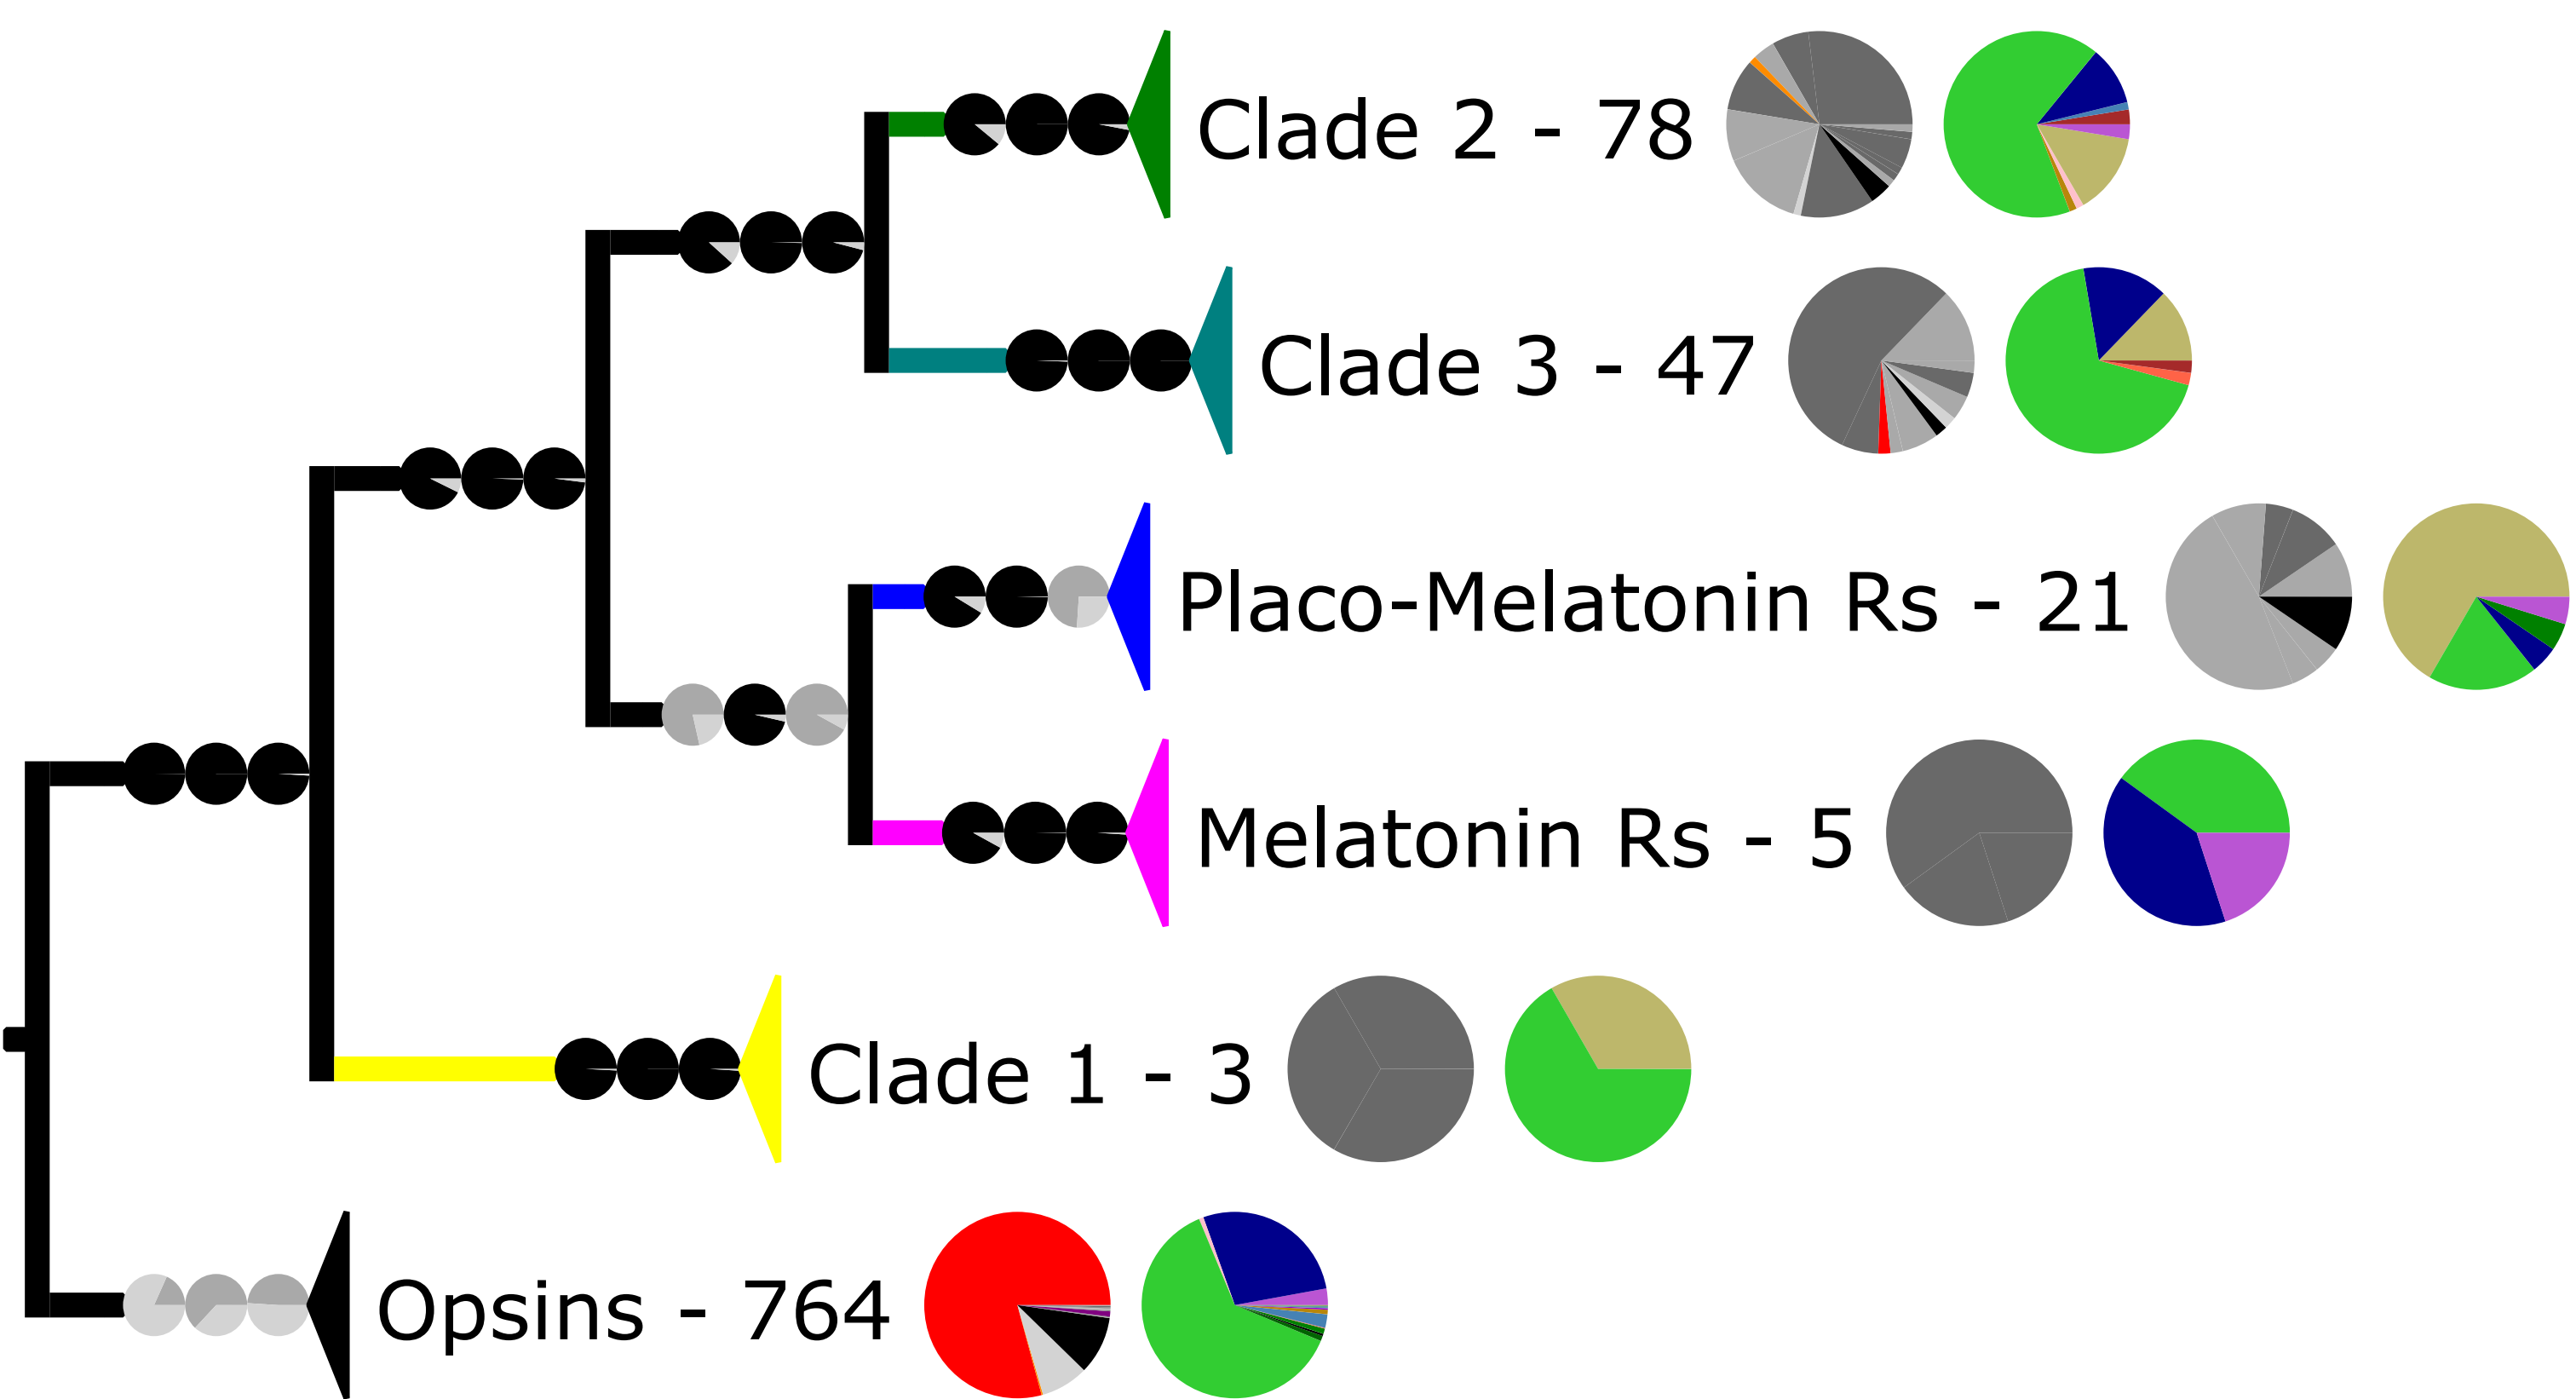 Clade 2 - 78
Clade 3 - 47
Placo-Melatonin Rs - 21
Melatonin Rs - 5
Clade 1 - 3
Opsins - 764